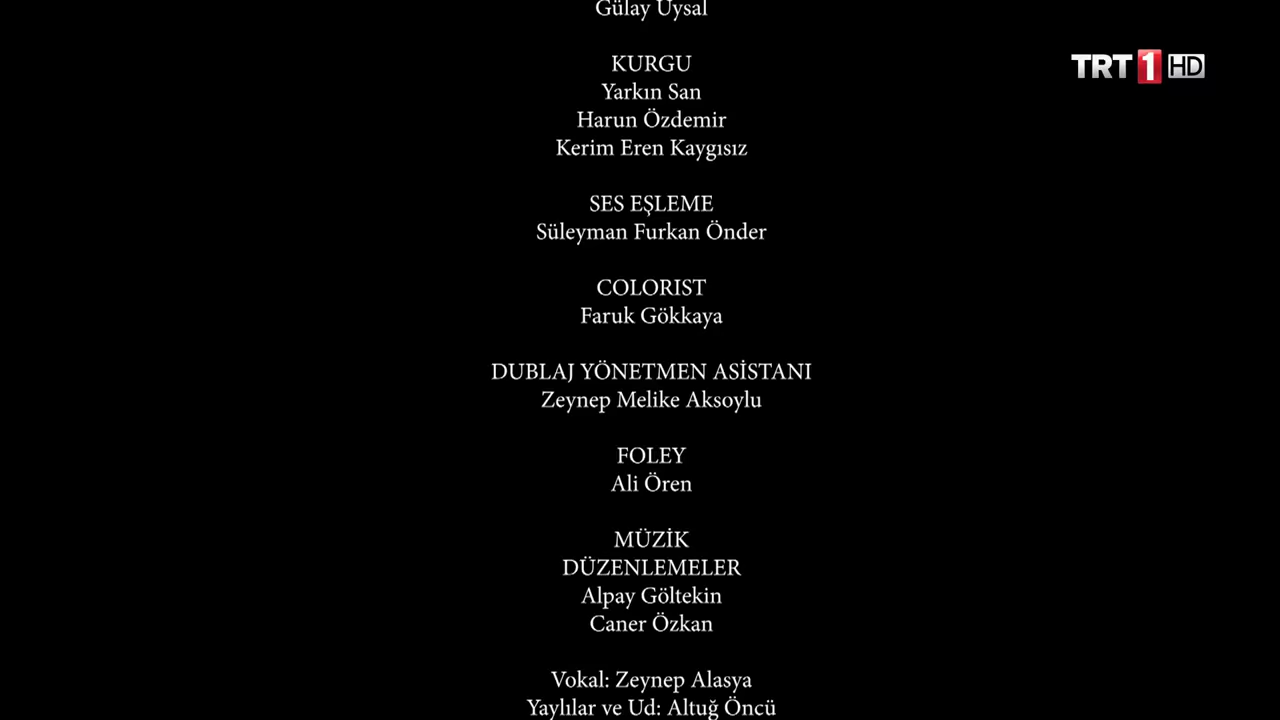 Gülay Uysal
KURGU
TRT 1 HD
Yarkın San
Harun Özdemir
Kerim Eren Kaygısız
SES EŞLEME
Süleyman Furkan Önder
COLORIST
Faruk Gökkaya
DUBLAJ YÖNETMEN ASİSTANI
Zeynep Melike Aksoylu
FOLEY
Ali Ören
MÜZİK
DÜZENLEMELER
Alpay Göltekin
Caner Özkan
Vokal: Zeynep Alasya
Yaylılar ve Ud: Altuğ Öncü